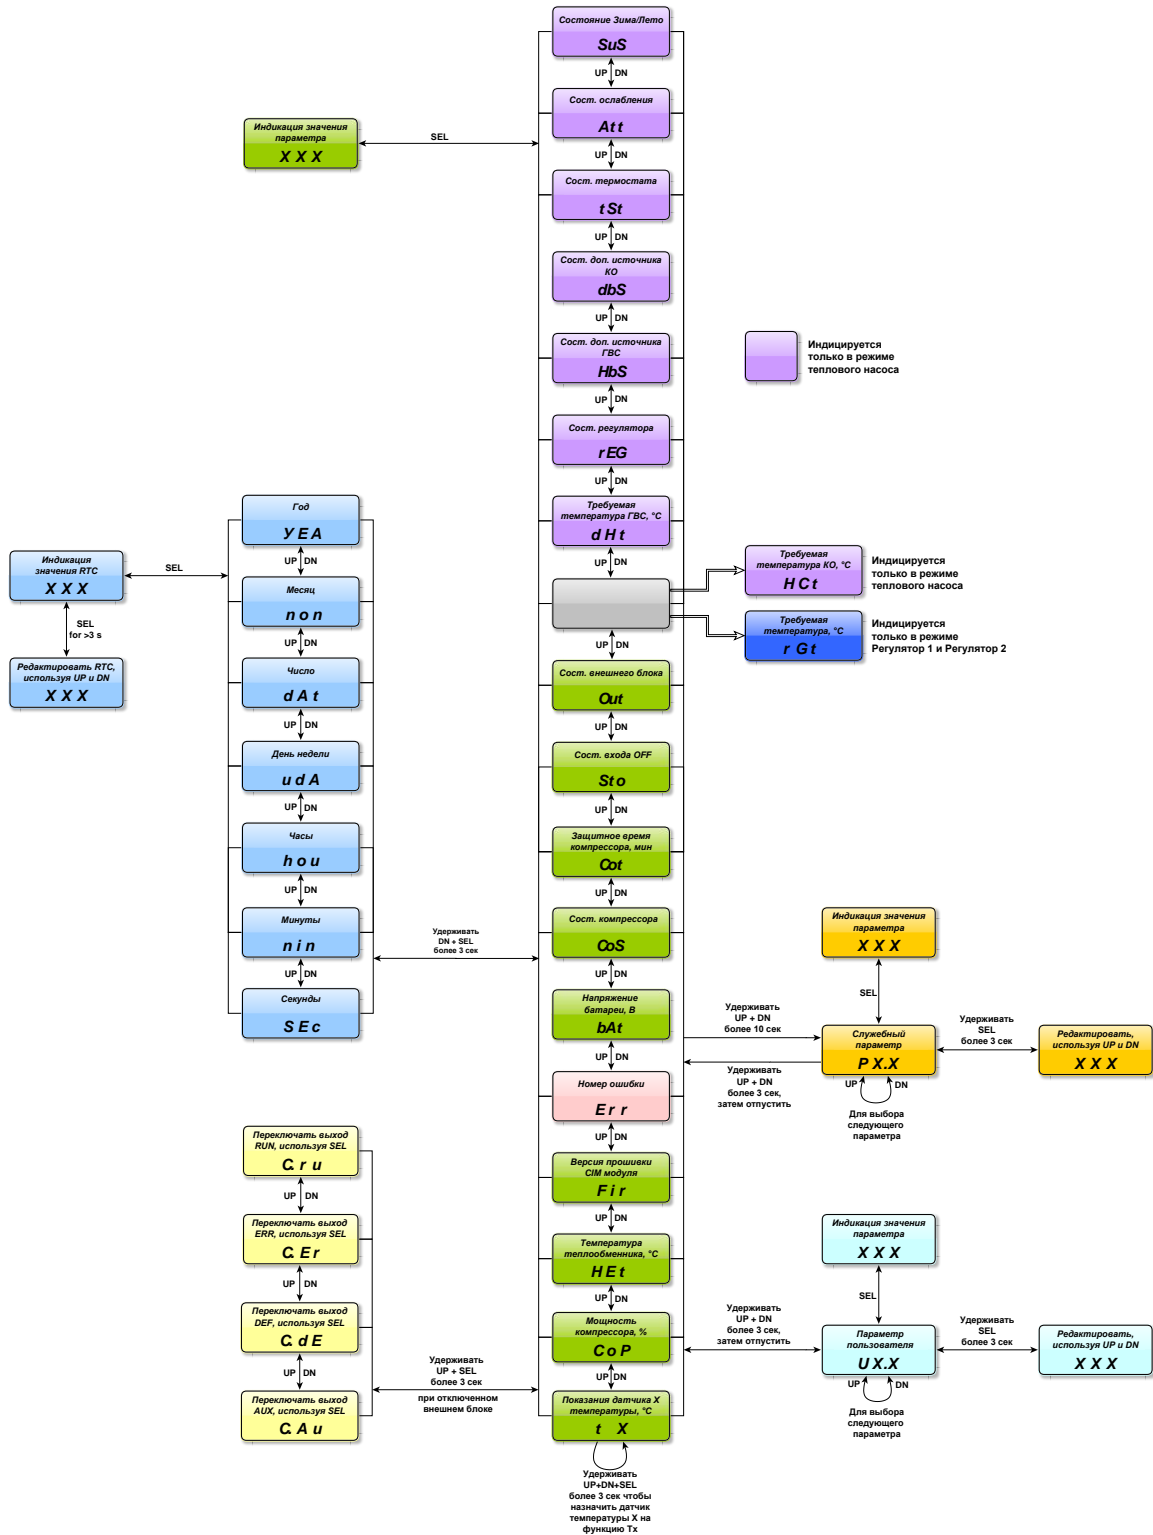 Состояние Зима/Лето
SuS
UP DN
Сост. ослабления
Att
UP DN
Сост. термостата
tSt
UP DN
Сост. доп. источника
КО
dbS
UP DN
Сост. доп. источника
ГВС
HbS
UP DN
Сост. регулятора
rEG
UP DN
Требуемая
температура ГВС, °C
dHt
UP DN
UP DN
Сост. внешнего блока
Out
UP DN
Сост. входа OFF
Sto
UP DN
Защитное время
компрессора, мин
Cot
UP DN
Сост. компрессора
CoS
UP DN
Напряжение
батареи, В
bAt
UP DN
Номер ошибки
Err
UP DN
Версия прошивки
CIM модуля
Fir
UP DN
Температура
теплообменника, °C
HEt
UP DN
Мощность
компрессора, %
CoP
UP DN
Показания датчика X
температуры, °C
t X
Удерживать
UP+DN+SEL
более 3 сек чтобы
назначить датчик
температуры X на
функцию Tx
Индикация значения
параметра
X X X
SEL
Индицируется
только в режиме
теплового насоса
Требуемая
температура КО, °C
HCt
Индицируется
только в режиме
теплового насоса
Требуемая
температура, °C
rGt
Индицируется
только в режиме
Регулятор 1 и Регулятор 2
Индикация
значения RTC
X X X
SEL
SEL
for >3 s
Редактировать RTC,
используя UP и DN
X X X
Год
YEA
UP DN
Месяц
non
UP DN
Число
dAt
UP DN
День недели
udA
UP DN
Часы
hou
UP DN
Минуты
nin
UP DN
Секунды
SEc
Удерживать
DN + SEL
более 3 сек
Индикация значения
параметра
X X X
SEL
Удерживать
UP + DN
более 10 сек
Служебный
параметр
PX.X
Удерживать
SEL
более 3 сек
Редактировать,
используя UP и DN
X X X
Удерживать
UP + DN
более 3 сек,
затем отпустить
UP DN
Для выбора
следующего
параметра
Переключать выход
RUN, используя SEL
C.ru
UP DN
Переключать выход
ERR, используя SEL
C.Er
UP DN
Переключать выход
DEF, используя SEL
C.dE
UP DN
Переключать выход
AUX, используя SEL
C.Au
Удерживать
UP + SEL
более 3 сек
при отключенном
внешнем блоке
Индикация значения
параметра
X X X
SEL
Удерживать
UP + DN
более 3 сек,
затем отпустить
Параметр
пользователя
UX.X
Удерживать
SEL
более 3 сек
Редактировать,
используя UP и DN
X X X
UP DN
Для выбора
следующего
параметра